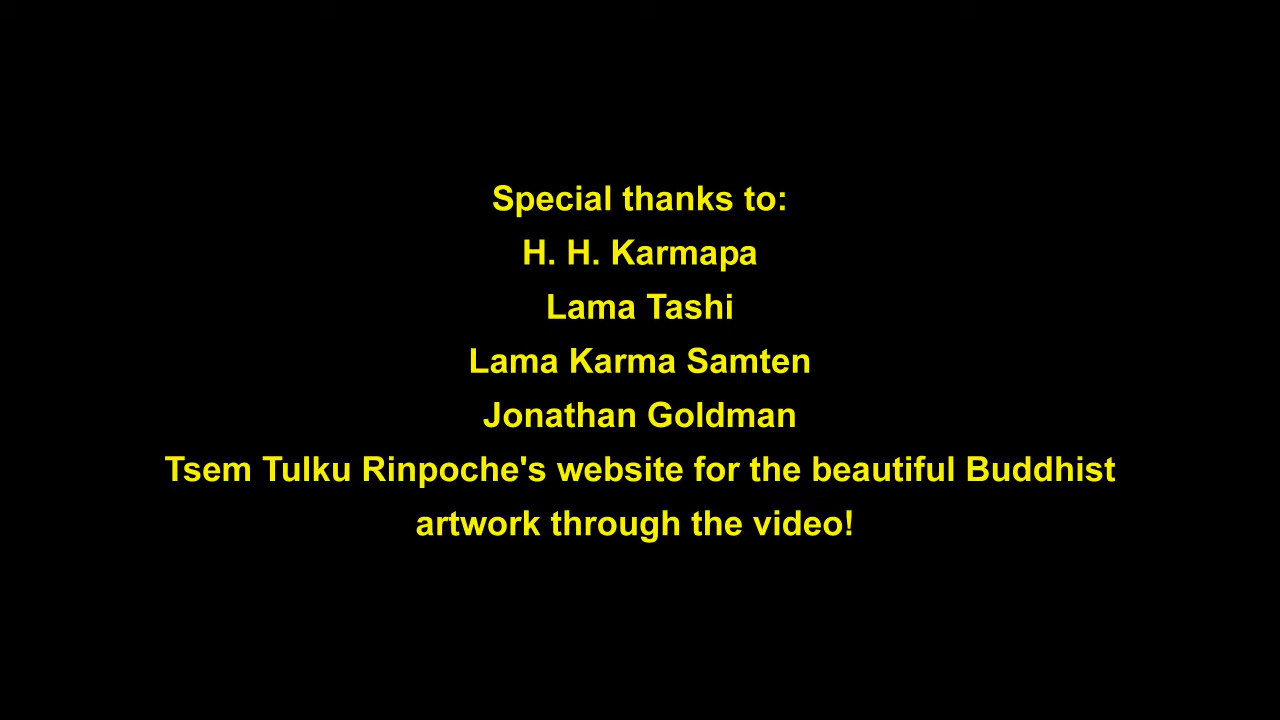 Special thanks to:
H. H. Karmapa
Lama Tashi
Lama Karma Samten
Jonathan Goldman
Tsem Tulku Rinpoche's website for the beautiful Buddhist
artwork through the video!